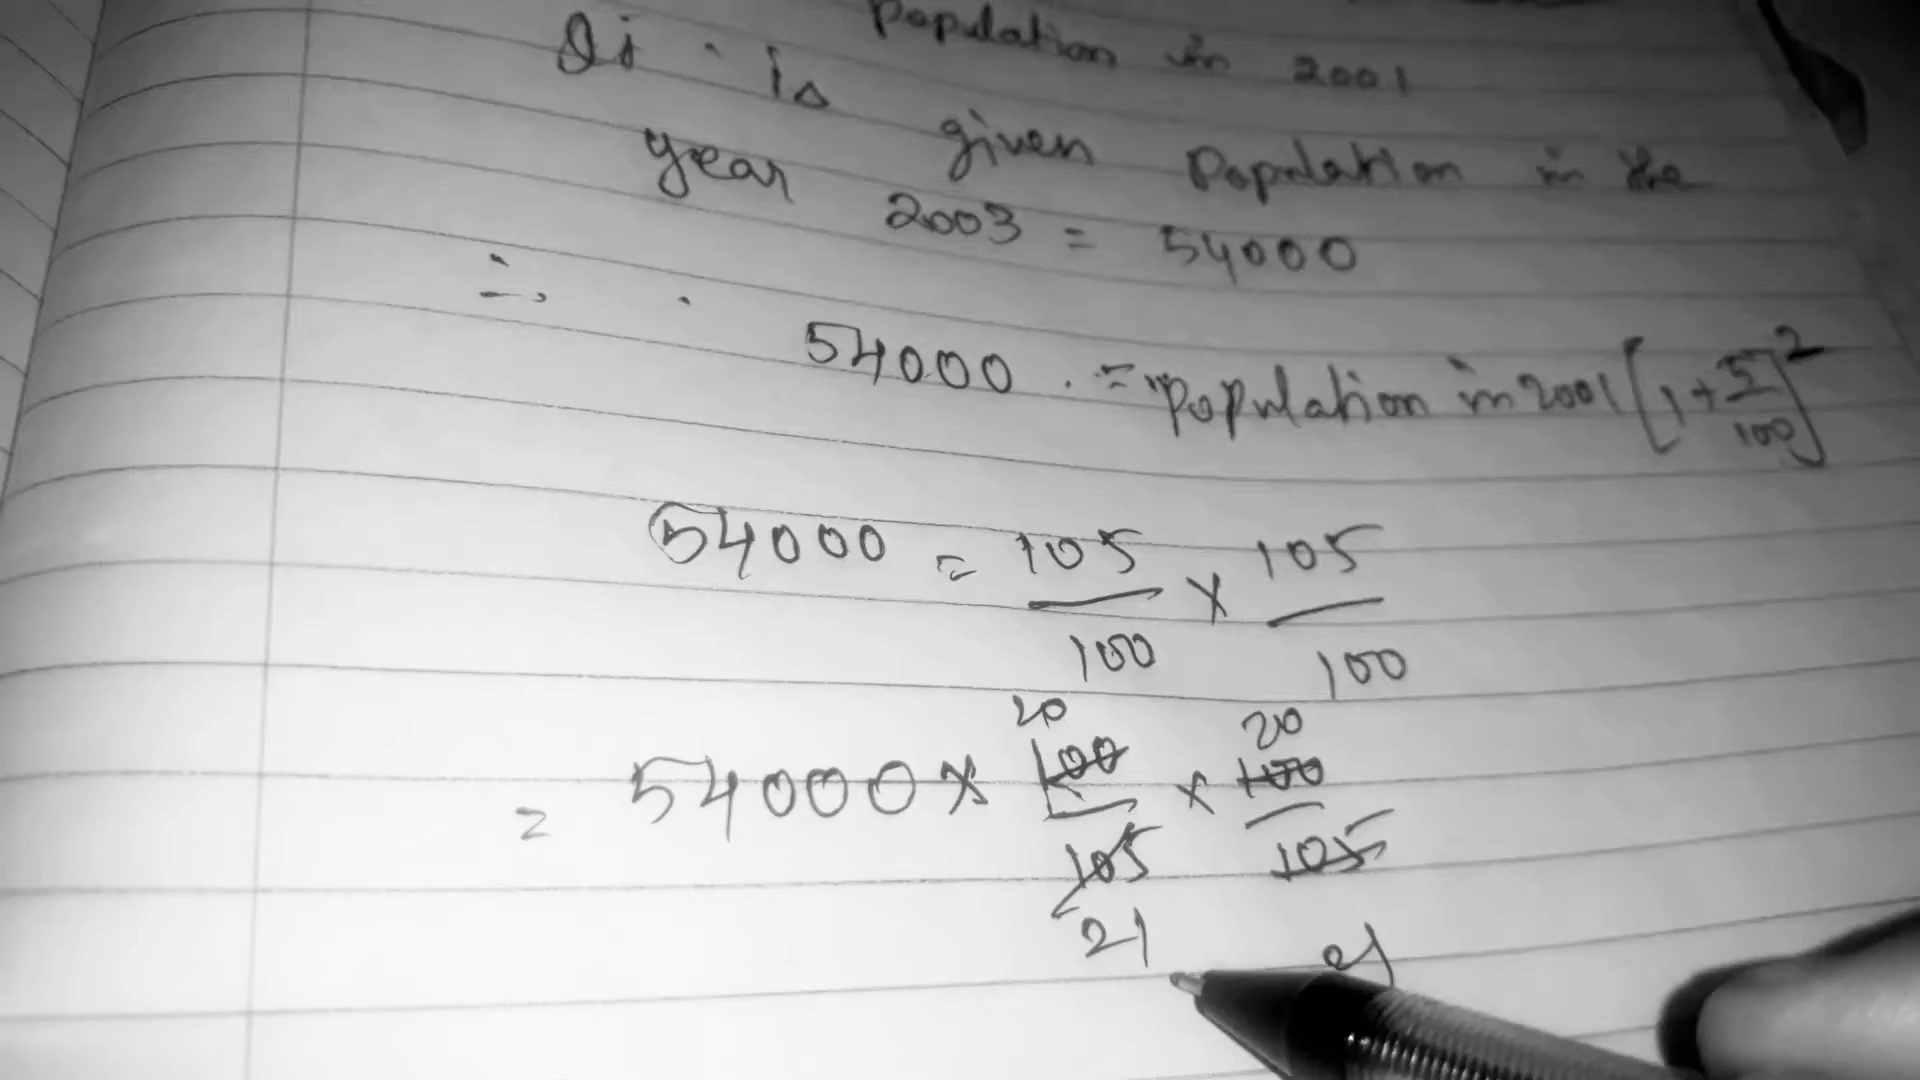 Population in 2001
It is given Population in the
year 2003 = 54000
∴ 54000 = Population in 2001 [1 + 5/100]²
54000 = 105/100 × 105/100
20 20
= 54000 × 100/105 × 100/105
21 21